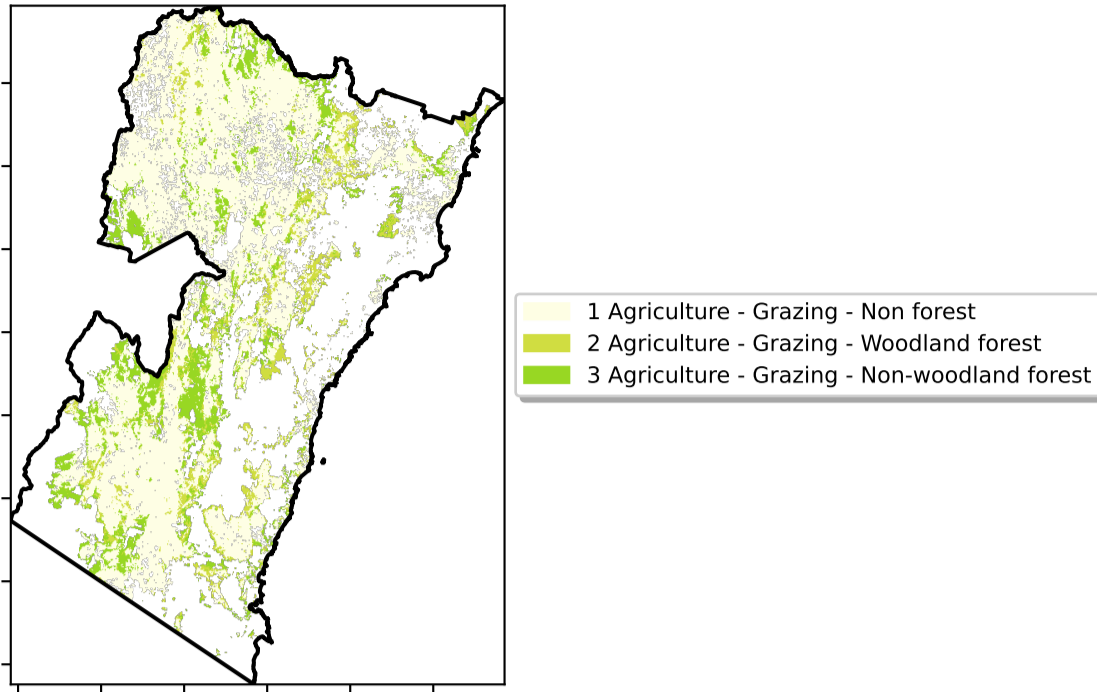 1 Agriculture - Grazing - Non forest
2 Agriculture - Grazing - Woodland forest
3 Agriculture - Grazing - Non-woodland forest